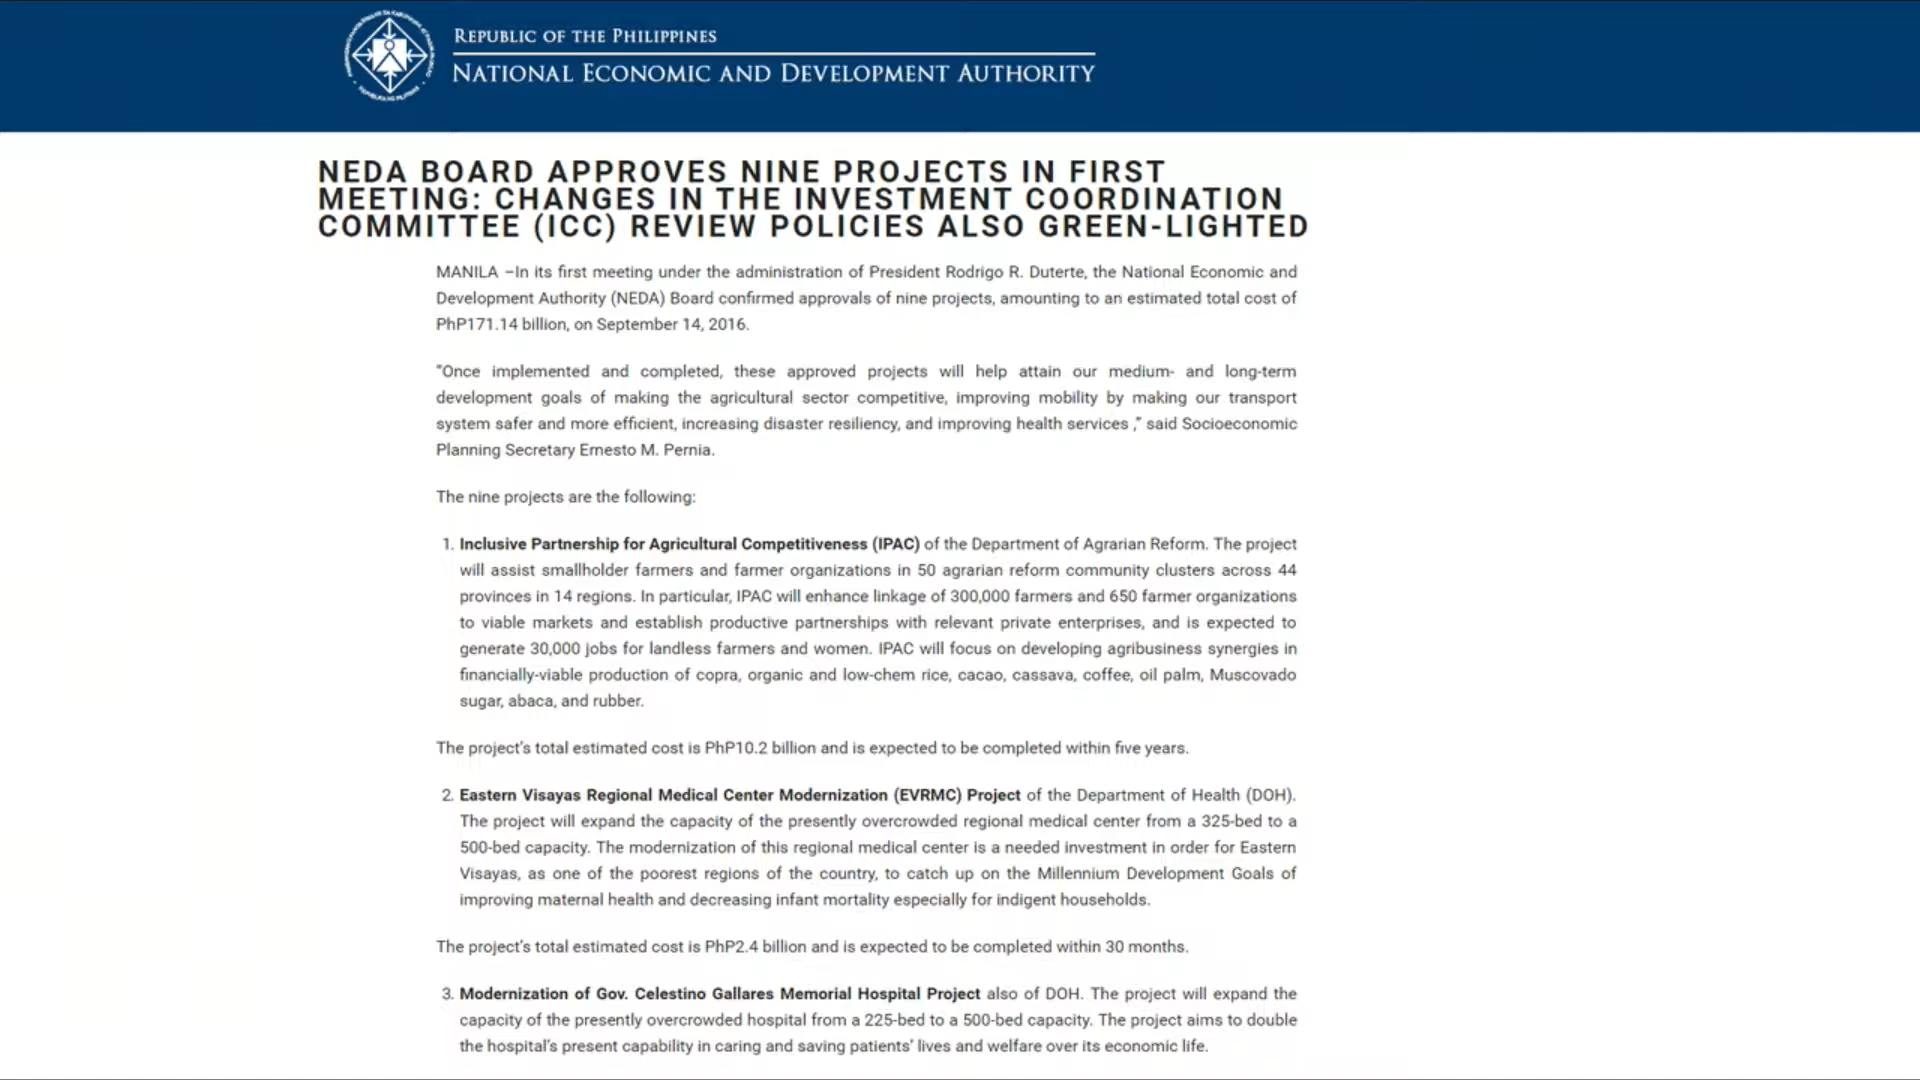 REPUBLIC OF THE PHILIPPINES
NATIONAL ECONOMIC AND DEVELOPMENT AUTHORITY
NEDA BOARD APPROVES NINE PROJECTS IN FIRST
MEETING: CHANGES IN THE INVESTMENT COORDINATION
COMMITTEE (ICC) REVIEW POLICIES ALSO GREEN-LIGHTED
MANILA –In its first meeting under the administration of President Rodrigo R. Duterte, the National Economic and
Development Authority (NEDA) Board confirmed approvals of nine projects, amounting to an estimated total cost of
PhP171.14 billion, on September 14, 2016.
"Once implemented and completed, these approved projects will help attain our medium- and long-term
development goals of making the agricultural sector competitive, improving mobility by making our transport
system safer and more efficient, increasing disaster resiliency, and improving health services ," said Socioeconomic
Planning Secretary Ernesto M. Pernia.
The nine projects are the following:
1. Inclusive Partnership for Agricultural Competitiveness (IPAC) of the Department of Agrarian Reform. The project
will assist smallholder farmers and farmer organizations in 50 agrarian reform community clusters across 44
provinces in 14 regions. In particular, IPAC will enhance linkage of 300,000 farmers and 650 farmer organizations
to viable markets and establish productive partnerships with relevant private enterprises, and is expected to
generate 30,000 jobs for landless farmers and women. IPAC will focus on developing agribusiness synergies in
financially-viable production of copra, organic and low-chem rice, cacao, cassava, coffee, oil palm, Muscovado
sugar, abaca, and rubber.
The project's total estimated cost is PhP10.2 billion and is expected to be completed within five years.
2. Eastern Visayas Regional Medical Center Modernization (EVRMC) Project of the Department of Health (DOH).
The project will expand the capacity of the presently overcrowded regional medical center from a 325-bed to a
500-bed capacity. The modernization of this regional medical center is a needed investment in order for Eastern
Visayas, as one of the poorest regions of the country, to catch up on the Millennium Development Goals of
improving maternal health and decreasing infant mortality especially for indigent households.
The project's total estimated cost is PhP2.4 billion and is expected to be completed within 30 months.
3. Modernization of Gov. Celestino Gallares Memorial Hospital Project also of DOH. The project will expand the
capacity of the presently overcrowded hospital from a 225-bed to a 500-bed capacity. The project aims to double
the hospital's present capability in caring and saving patients' lives and welfare over its economic life.